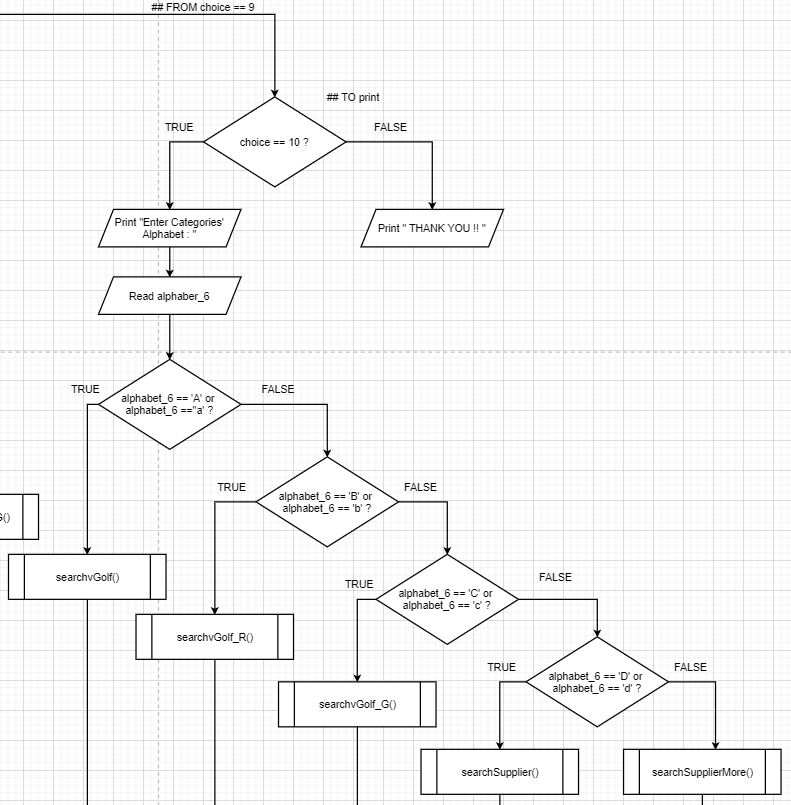 ## FROM choice == 9
## TO print
TRUE
FALSE
choice == 10 ?
Print "Enter Categories'
Alphabet : "
Print " THANK YOU !! "
Read alphaber_6
TRUE
FALSE
alphabet_6 == 'A' or
alphabet_6 =="a' ?
TRUE
FALSE
alphabet_6 == 'B' or
alphabet_6 == 'b' ?
()
searchvGolf()
TRUE
FALSE
alphabet_6 == 'C' or
alphabet_6 == 'c' ?
searchvGolf_R()
TRUE
FALSE
alphabet_6 == 'D' or
alphabet_6 == 'd' ?
searchvGolf_G()
searchSupplier()
searchSupplierMore()